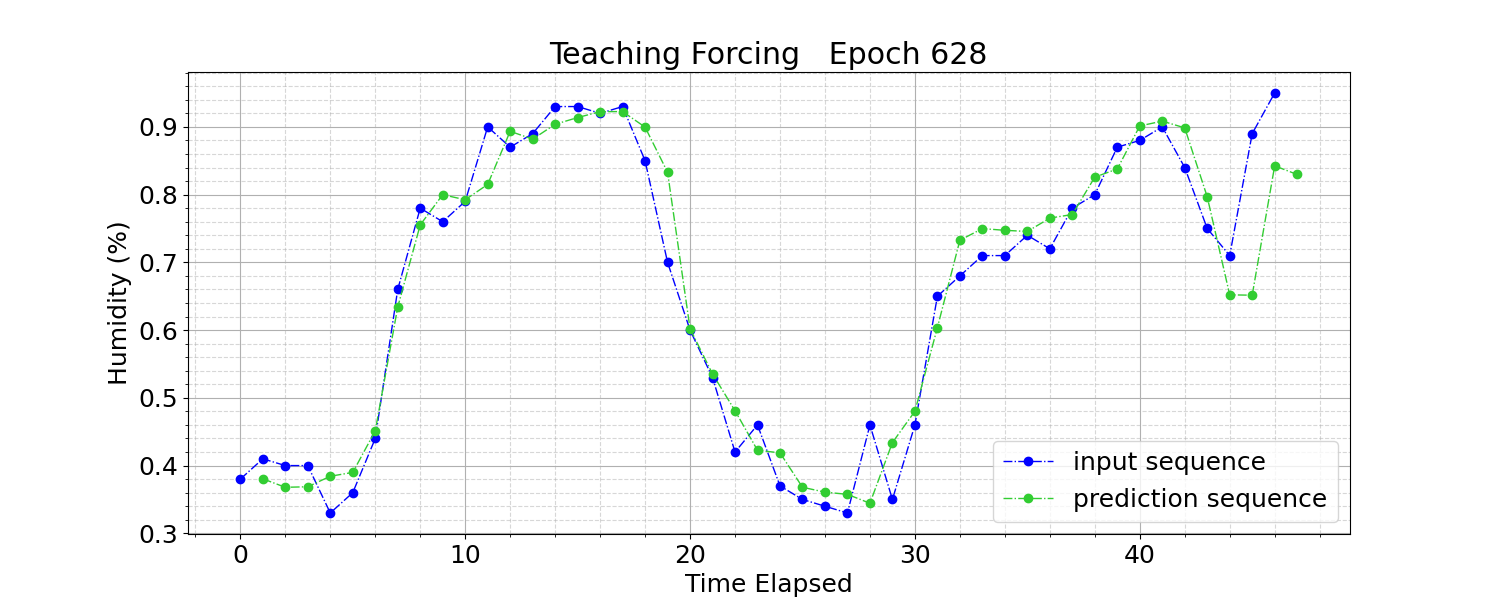 Teaching Forcing   Epoch 628
Humidity (%)
0.9
0.8
0.7
0.6
0.5
0.4
0.3
0 10 20 30 40
Time Elapsed
input sequence
prediction sequence